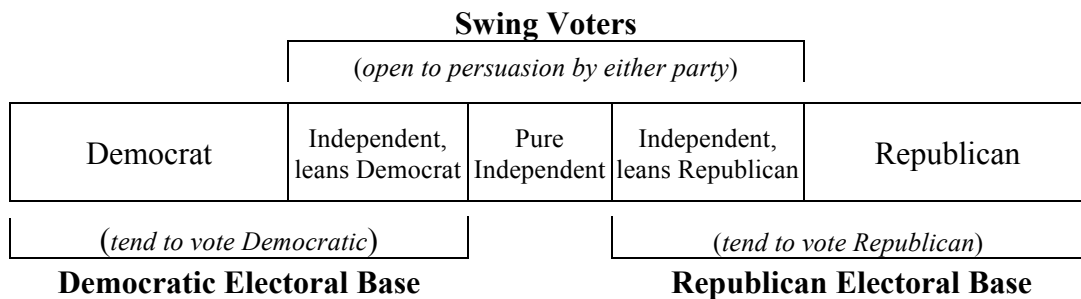 Swing Voters
(open to persuasion by either party)
Democrat
Independent,
leans Democrat
Pure
Independent
Independent,
leans Republican
Republican
(tend to vote Democratic)
(tend to vote Republican)
Democratic Electoral Base
Republican Electoral Base